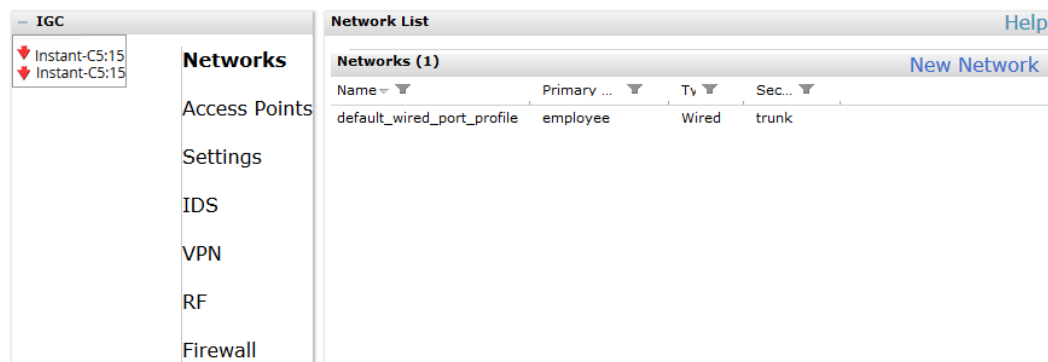 IGC
Instant-C5:15
Instant-C5:15
Networks
Access Points
Settings
IDS
VPN
RF
Firewall
Network List
Help
Networks (1)
New Network
Name Primary ... Ty Sec...
default_wired_port_profile employee Wired trunk